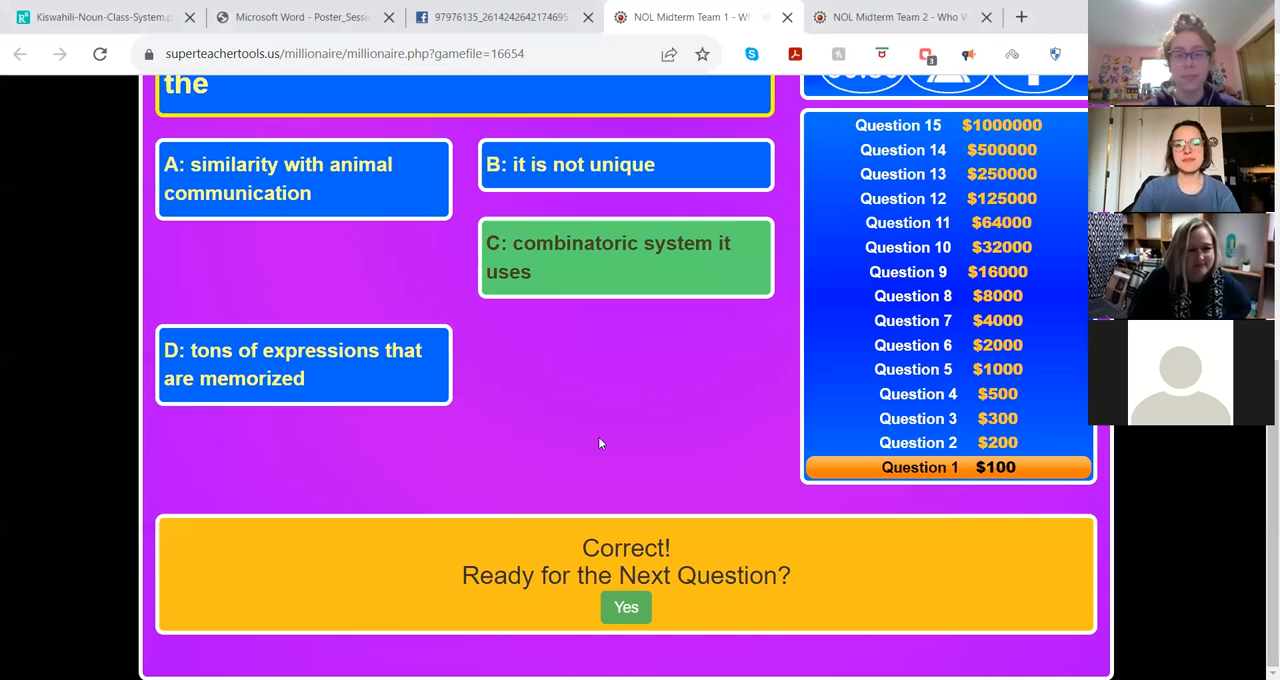 Kiswahili-Noun-Class-System.p
Microsoft Word - Poster_Sessi
97976135_2614242642174695
NOL Midterm Team 1 - W
NOL Midterm Team 2 - Who W
superteachertools.us/millionaire/millionaire.php?gamefile=16654
3
the
A: similarity with animal
communication
B: it is not unique
C: combinatoric system it
uses
D: tons of expressions that
are memorized
Question 15 $1000000
Question 14 $500000
Question 13 $250000
Question 12 $125000
Question 11 $64000
Question 10 $32000
Question 9 $16000
Question 8 $8000
Question 7 $4000
Question 6 $2000
Question 5 $1000
Question 4 $500
Question 3 $300
Question 2 $200
Question 1 $100
Correct!
Ready for the Next Question?
Yes